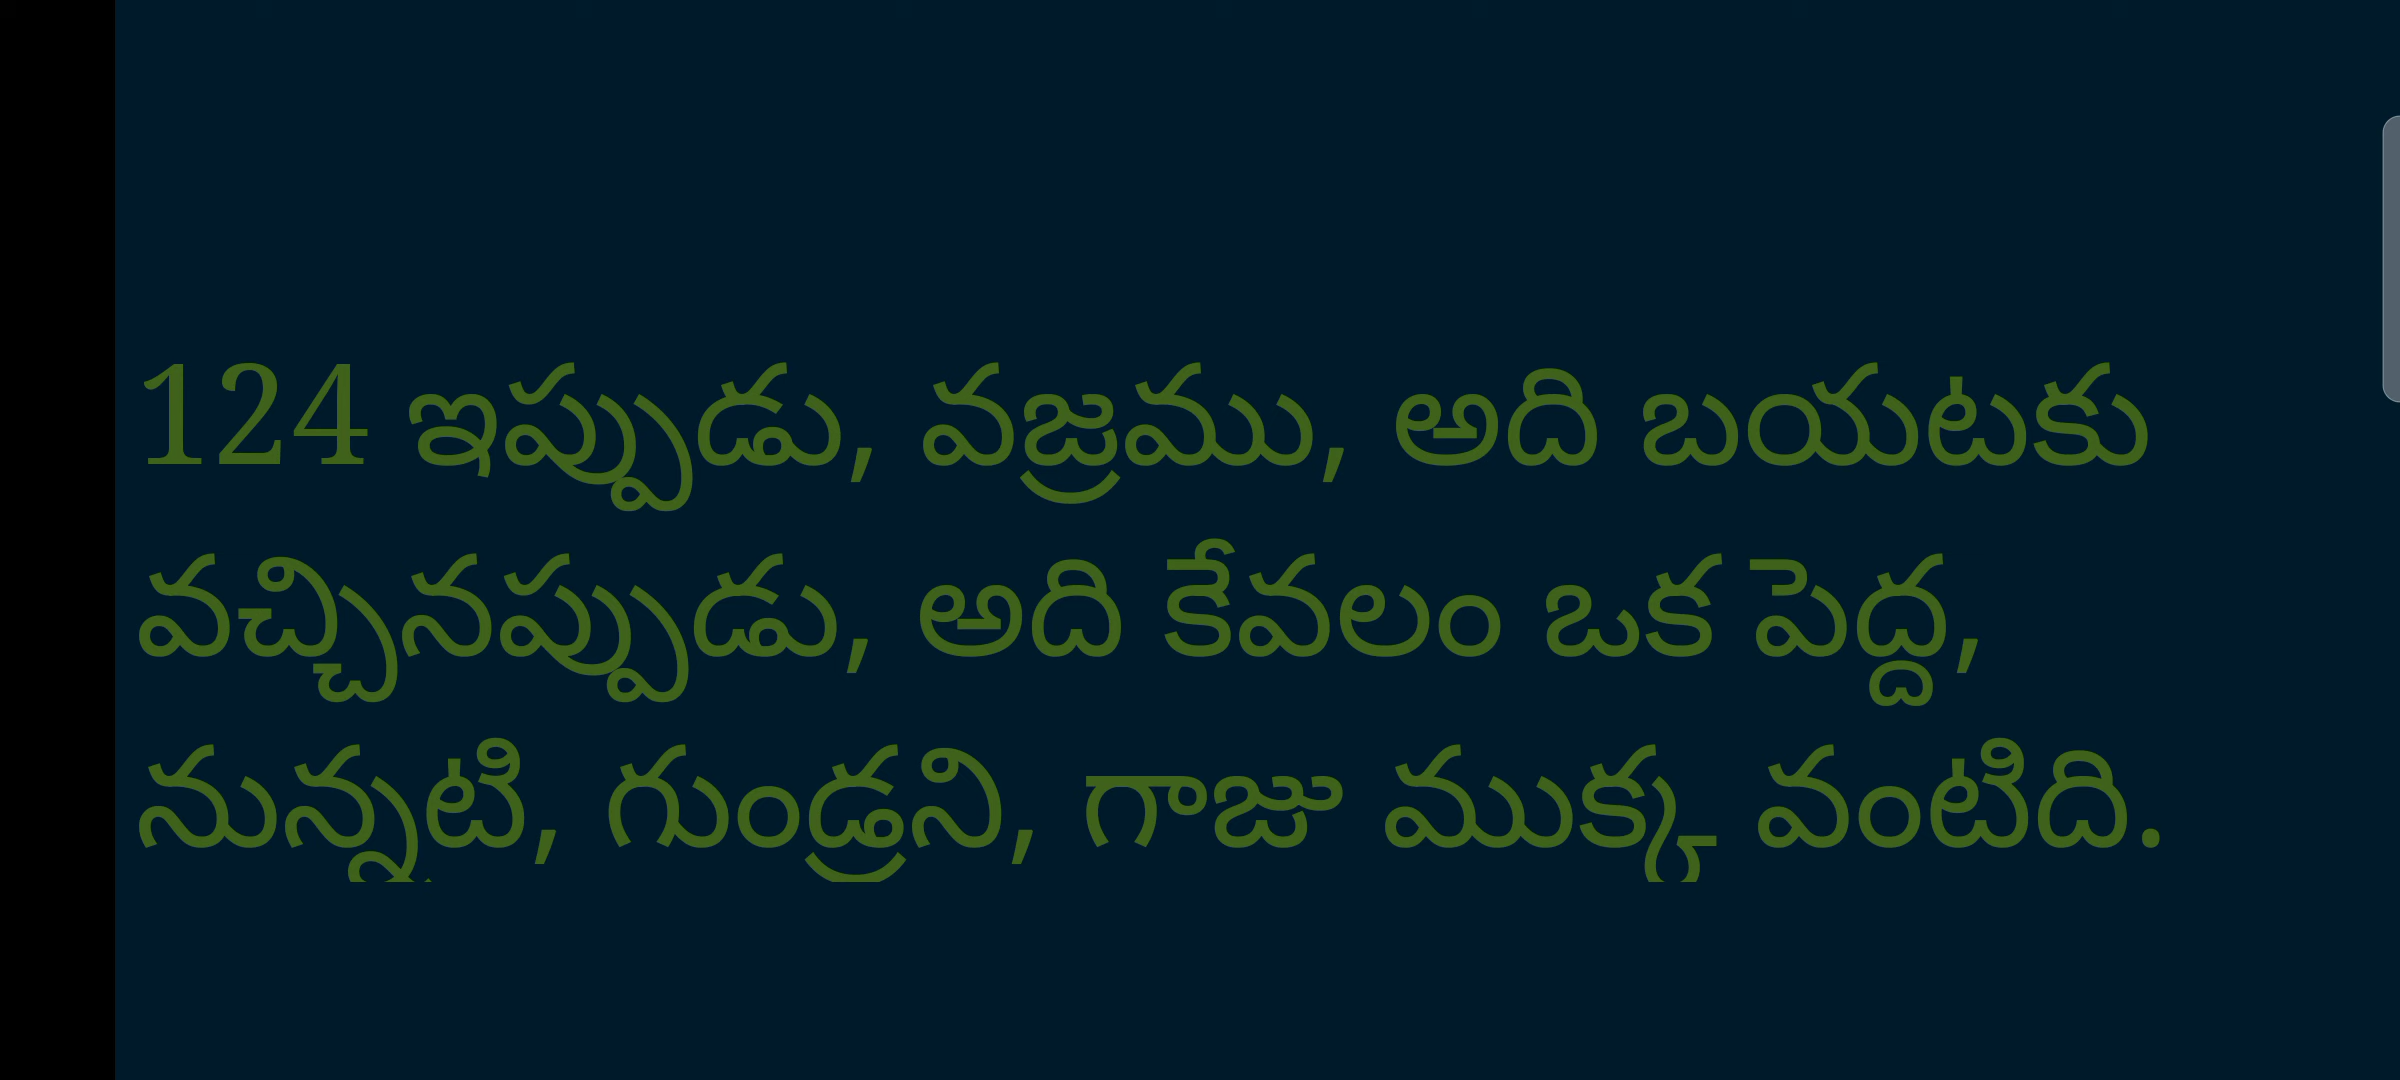 124 ఇప్పుడు, వజ్రము, అది బయటకు
వచ్చినప్పుడు, అది కేవలం ఒక పెద్ద,
నున్నటి, గుండ్రని, గాజు ముక్క వంటిది.